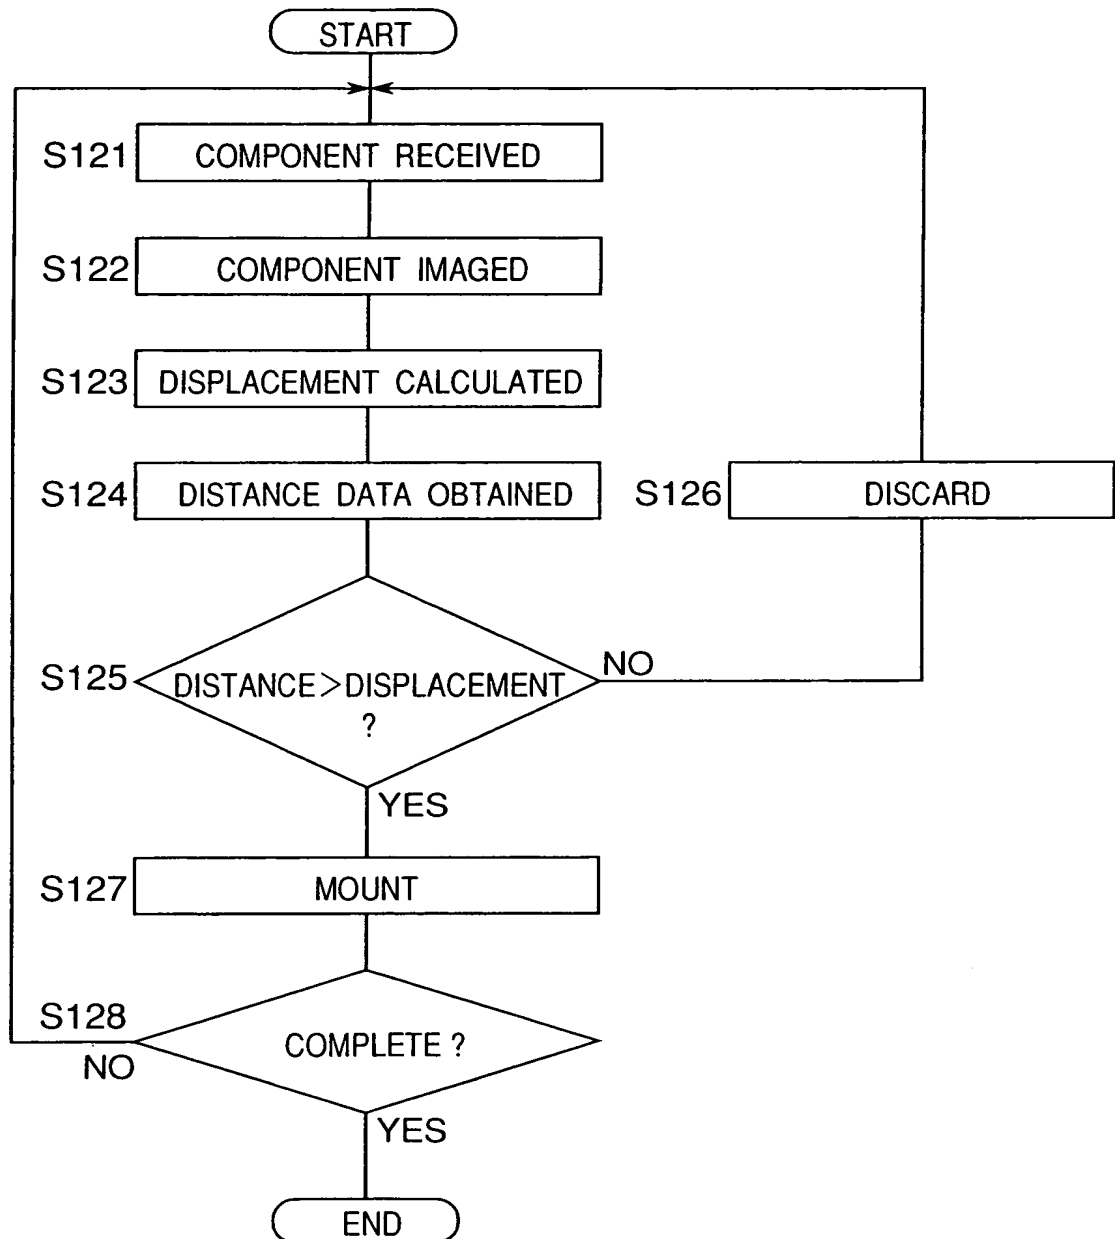 START
S121 COMPONENT RECEIVED
S122 COMPONENT IMAGED
S123 DISPLACEMENT CALCULATED
S124 DISTANCE DATA OBTAINED
S126 DISCARD
S125 DISTANCE>DISPLACEMENT
?
NO
YES
S127 MOUNT
S128 COMPLETE ?
NO
YES
END